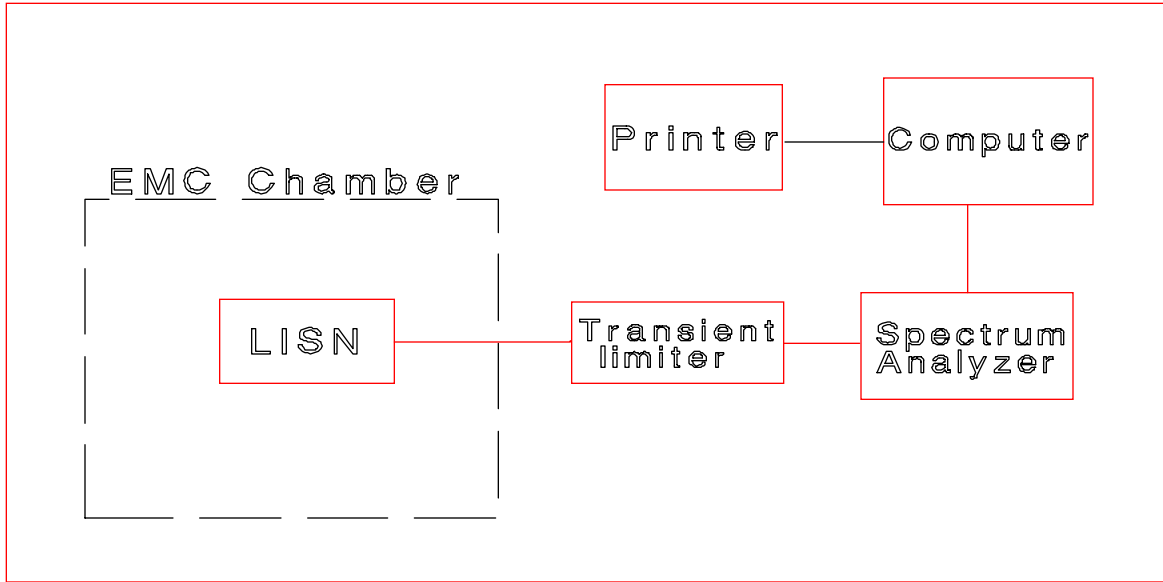 Printer
Computer
EMC Chamber
LISN
Transient
limiter
Spectrum
Analyzer